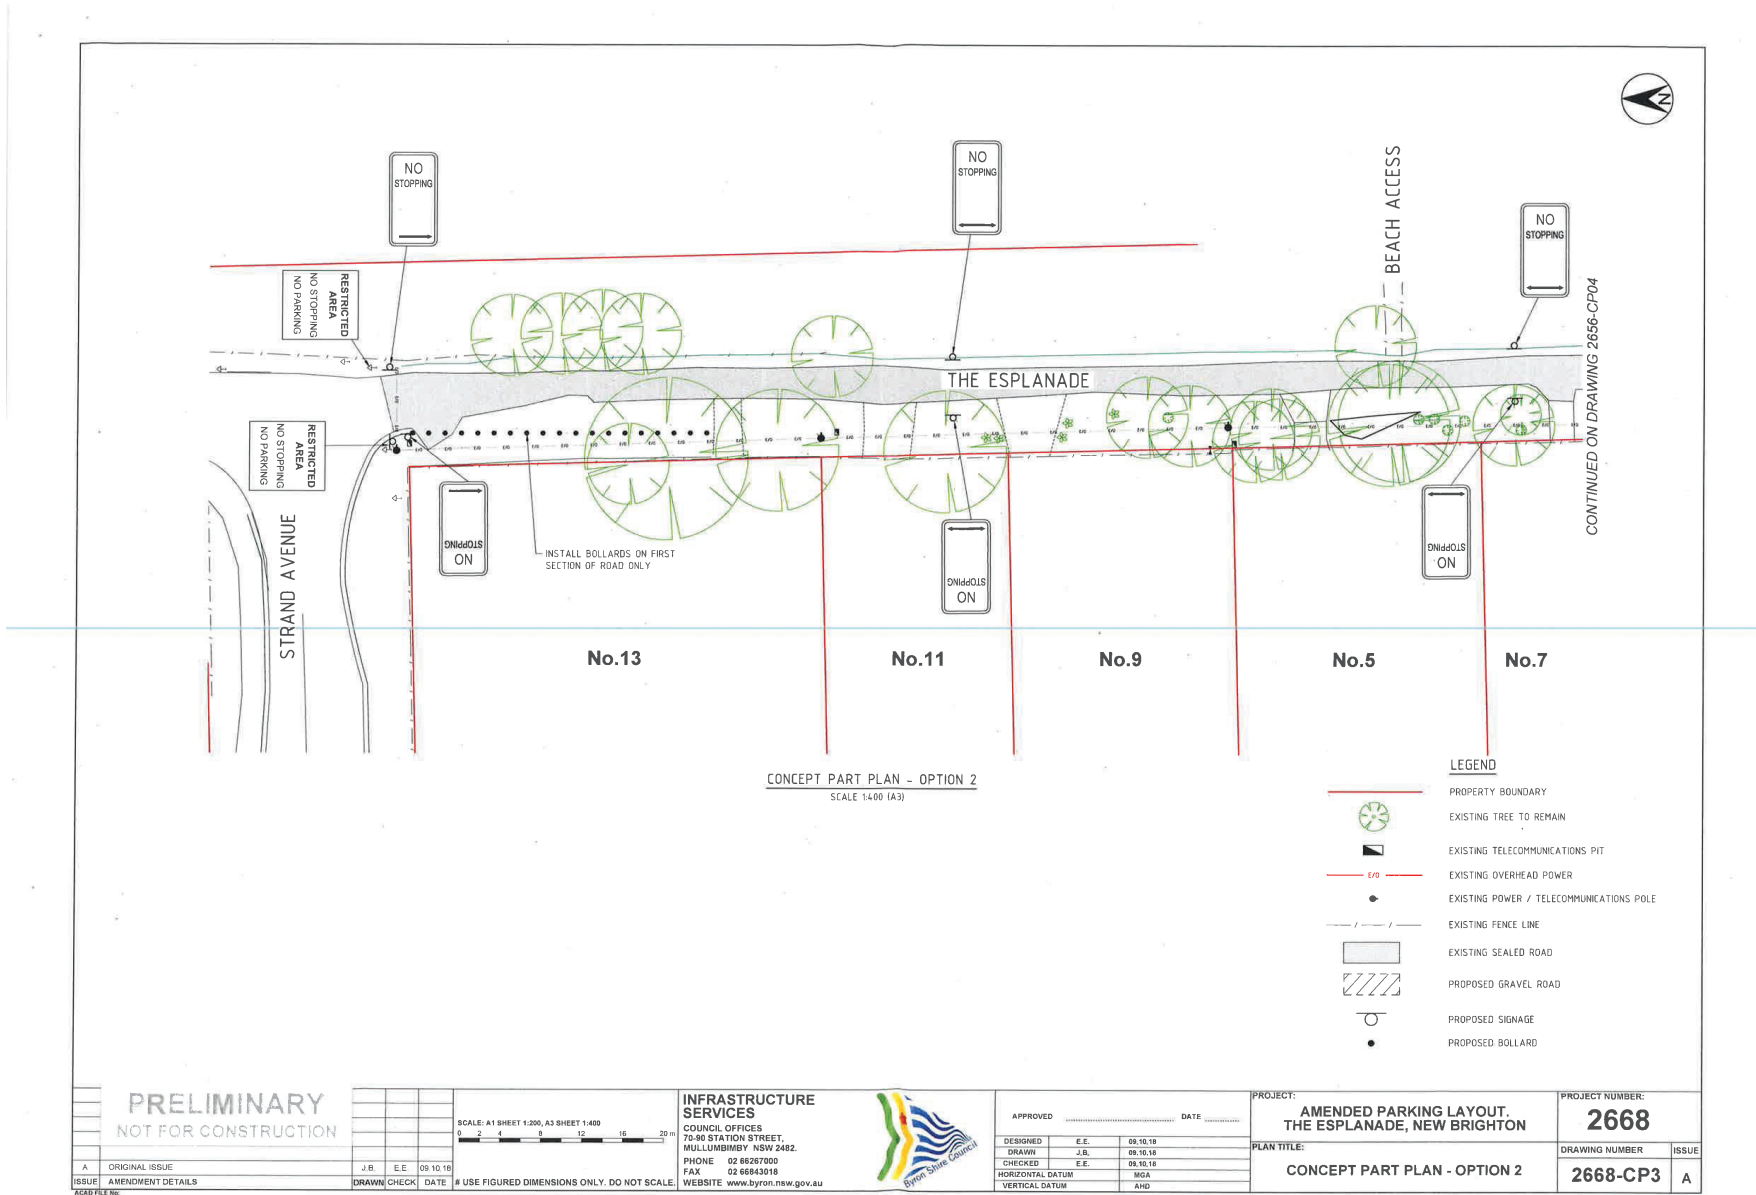 N
NO
STOPPING
NO
STOPPING
NO
STOPPING
BEACH ACCESS
RESTRICTED
AREA
NO STOPPING
NO PARKING
THE ESPLANADE
CONTINUED ON DRAWING 2656-CP04
RESTRICTED
AREA
NO STOPPING
NO PARKING
STRAND AVENUE
NO
STOPPING
NO
STOPPING
NO
STOPPING
INSTALL BOLLARDS ON FIRST
SECTION OF ROAD ONLY
No.13
No.11
No.9
No.5
No.7
CONCEPT PART PLAN - OPTION 2
SCALE 1:400 (A3)
LEGEND
PROPERTY BOUNDARY
EXISTING TREE TO REMAIN
EXISTING TELECOMMUNICATIONS PIT
E/O
EXISTING OVERHEAD POWER
EXISTING POWER / TELECOMMUNICATIONS POLE
EXISTING FENCE LINE
EXISTING SEALED ROAD
PROPOSED GRAVEL ROAD
PROPOSED SIGNAGE
PROPOSED BOLLARD
PRELIMINARY
NOT FOR CONSTRUCTION
A ORIGINAL ISSUE J.B. E.E. 09.10.18
ISSUE AMENDMENT DETAILS DRAWN CHECK DATE
ACAD FILE No:
SCALE: A1 SHEET 1:200, A3 SHEET 1:400
0 2 4 8 12 16 20 m
# USE FIGURED DIMENSIONS ONLY. DO NOT SCALE.
INFRASTRUCTURE
SERVICES
COUNCIL OFFICES
70-90 STATION STREET,
MULLUMBIMBY NSW 2482.
PHONE 02 66267000
FAX 02 66843018
WEBSITE www.byron.nsw.gov.au
Byron Shire Council
APPROVED DATE
DESIGNED E.E. 09.10.18
DRAWN J.B. 09.10.18
CHECKED E.E. 09.10.18
HORIZONTAL DATUM MGA
VERTICAL DATUM AHD
PROJECT:
AMENDED PARKING LAYOUT.
THE ESPLANADE, NEW BRIGHTON
PLAN TITLE:
CONCEPT PART PLAN - OPTION 2
PROJECT NUMBER:
2668
DRAWING NUMBER ISSUE
2668-CP3 A